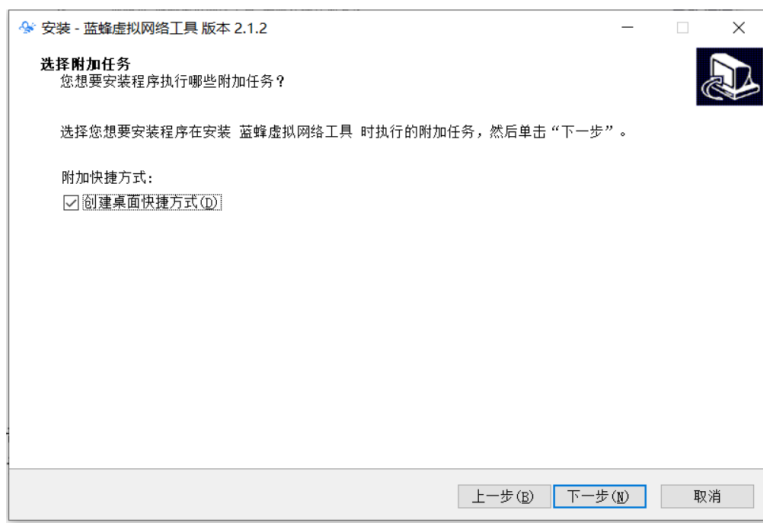 安装 - 蓝蜂虚拟网络工具 版本 2.1.2
选择附加任务
您想要安装程序执行哪些附加任务？
选择您想要安装程序在安装 蓝蜂虚拟网络工具 时执行的附加任务，然后单击“下一步”。
附加快捷方式:
创建桌面快捷方式(D)
上一步(B) 下一步(N) 取消